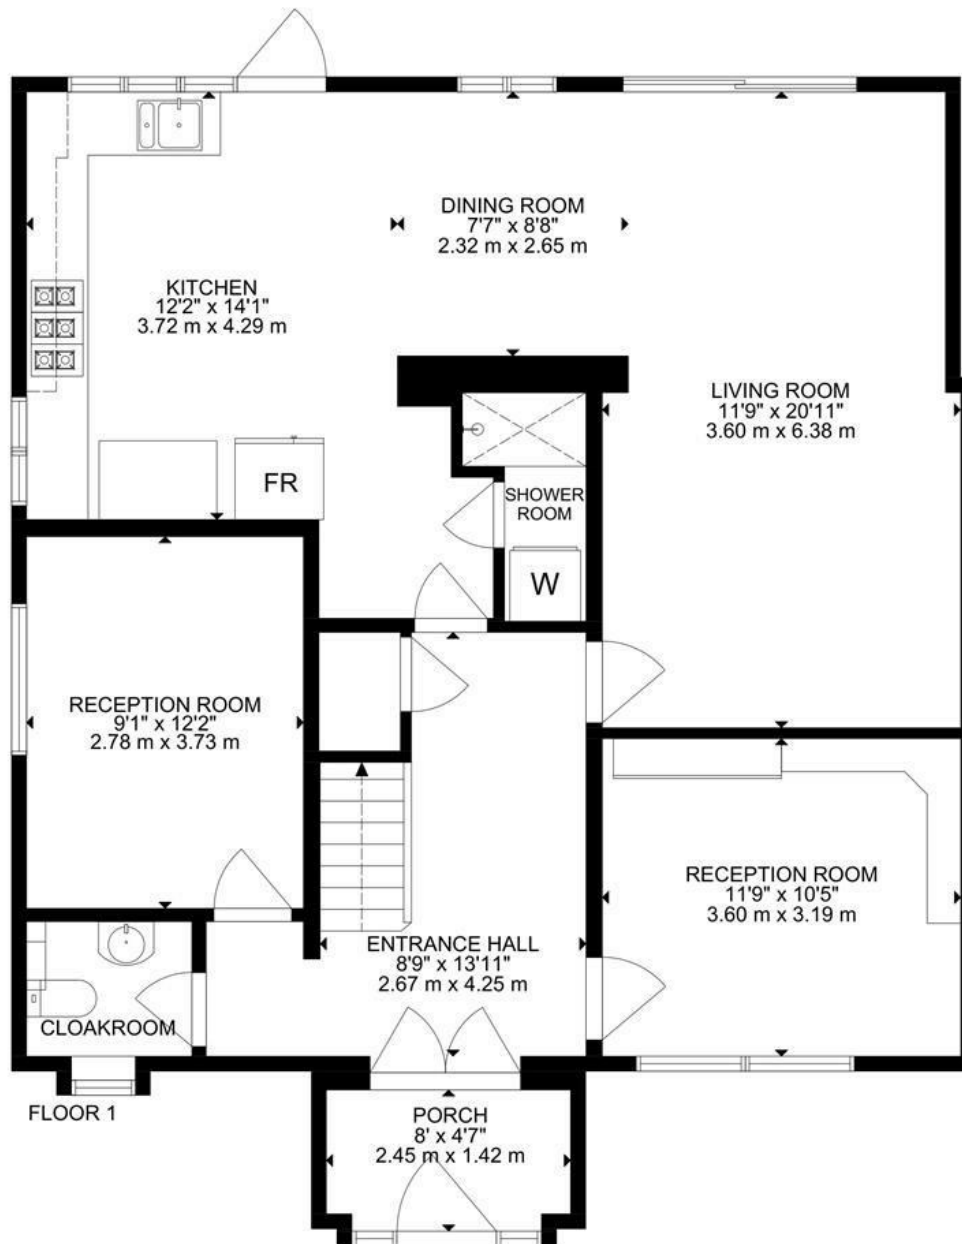 DINING ROOM
7'7" x 8'8"
2.32 m x 2.65 m
KITCHEN
12'2" x 14'1"
3.72 m x 4.29 m
LIVING ROOM
11'9" x 20'11"
3.60 m x 6.38 m
FR
SHOWER
ROOM
W
RECEPTION ROOM
9'1" x 12'2"
2.78 m x 3.73 m
RECEPTION ROOM
11'9" x 10'5"
3.60 m x 3.19 m
ENTRANCE HALL
8'9" x 13'11"
2.67 m x 4.25 m
CLOAKROOM
FLOOR 1
PORCH
8' x 4'7"
2.45 m x 1.42 m